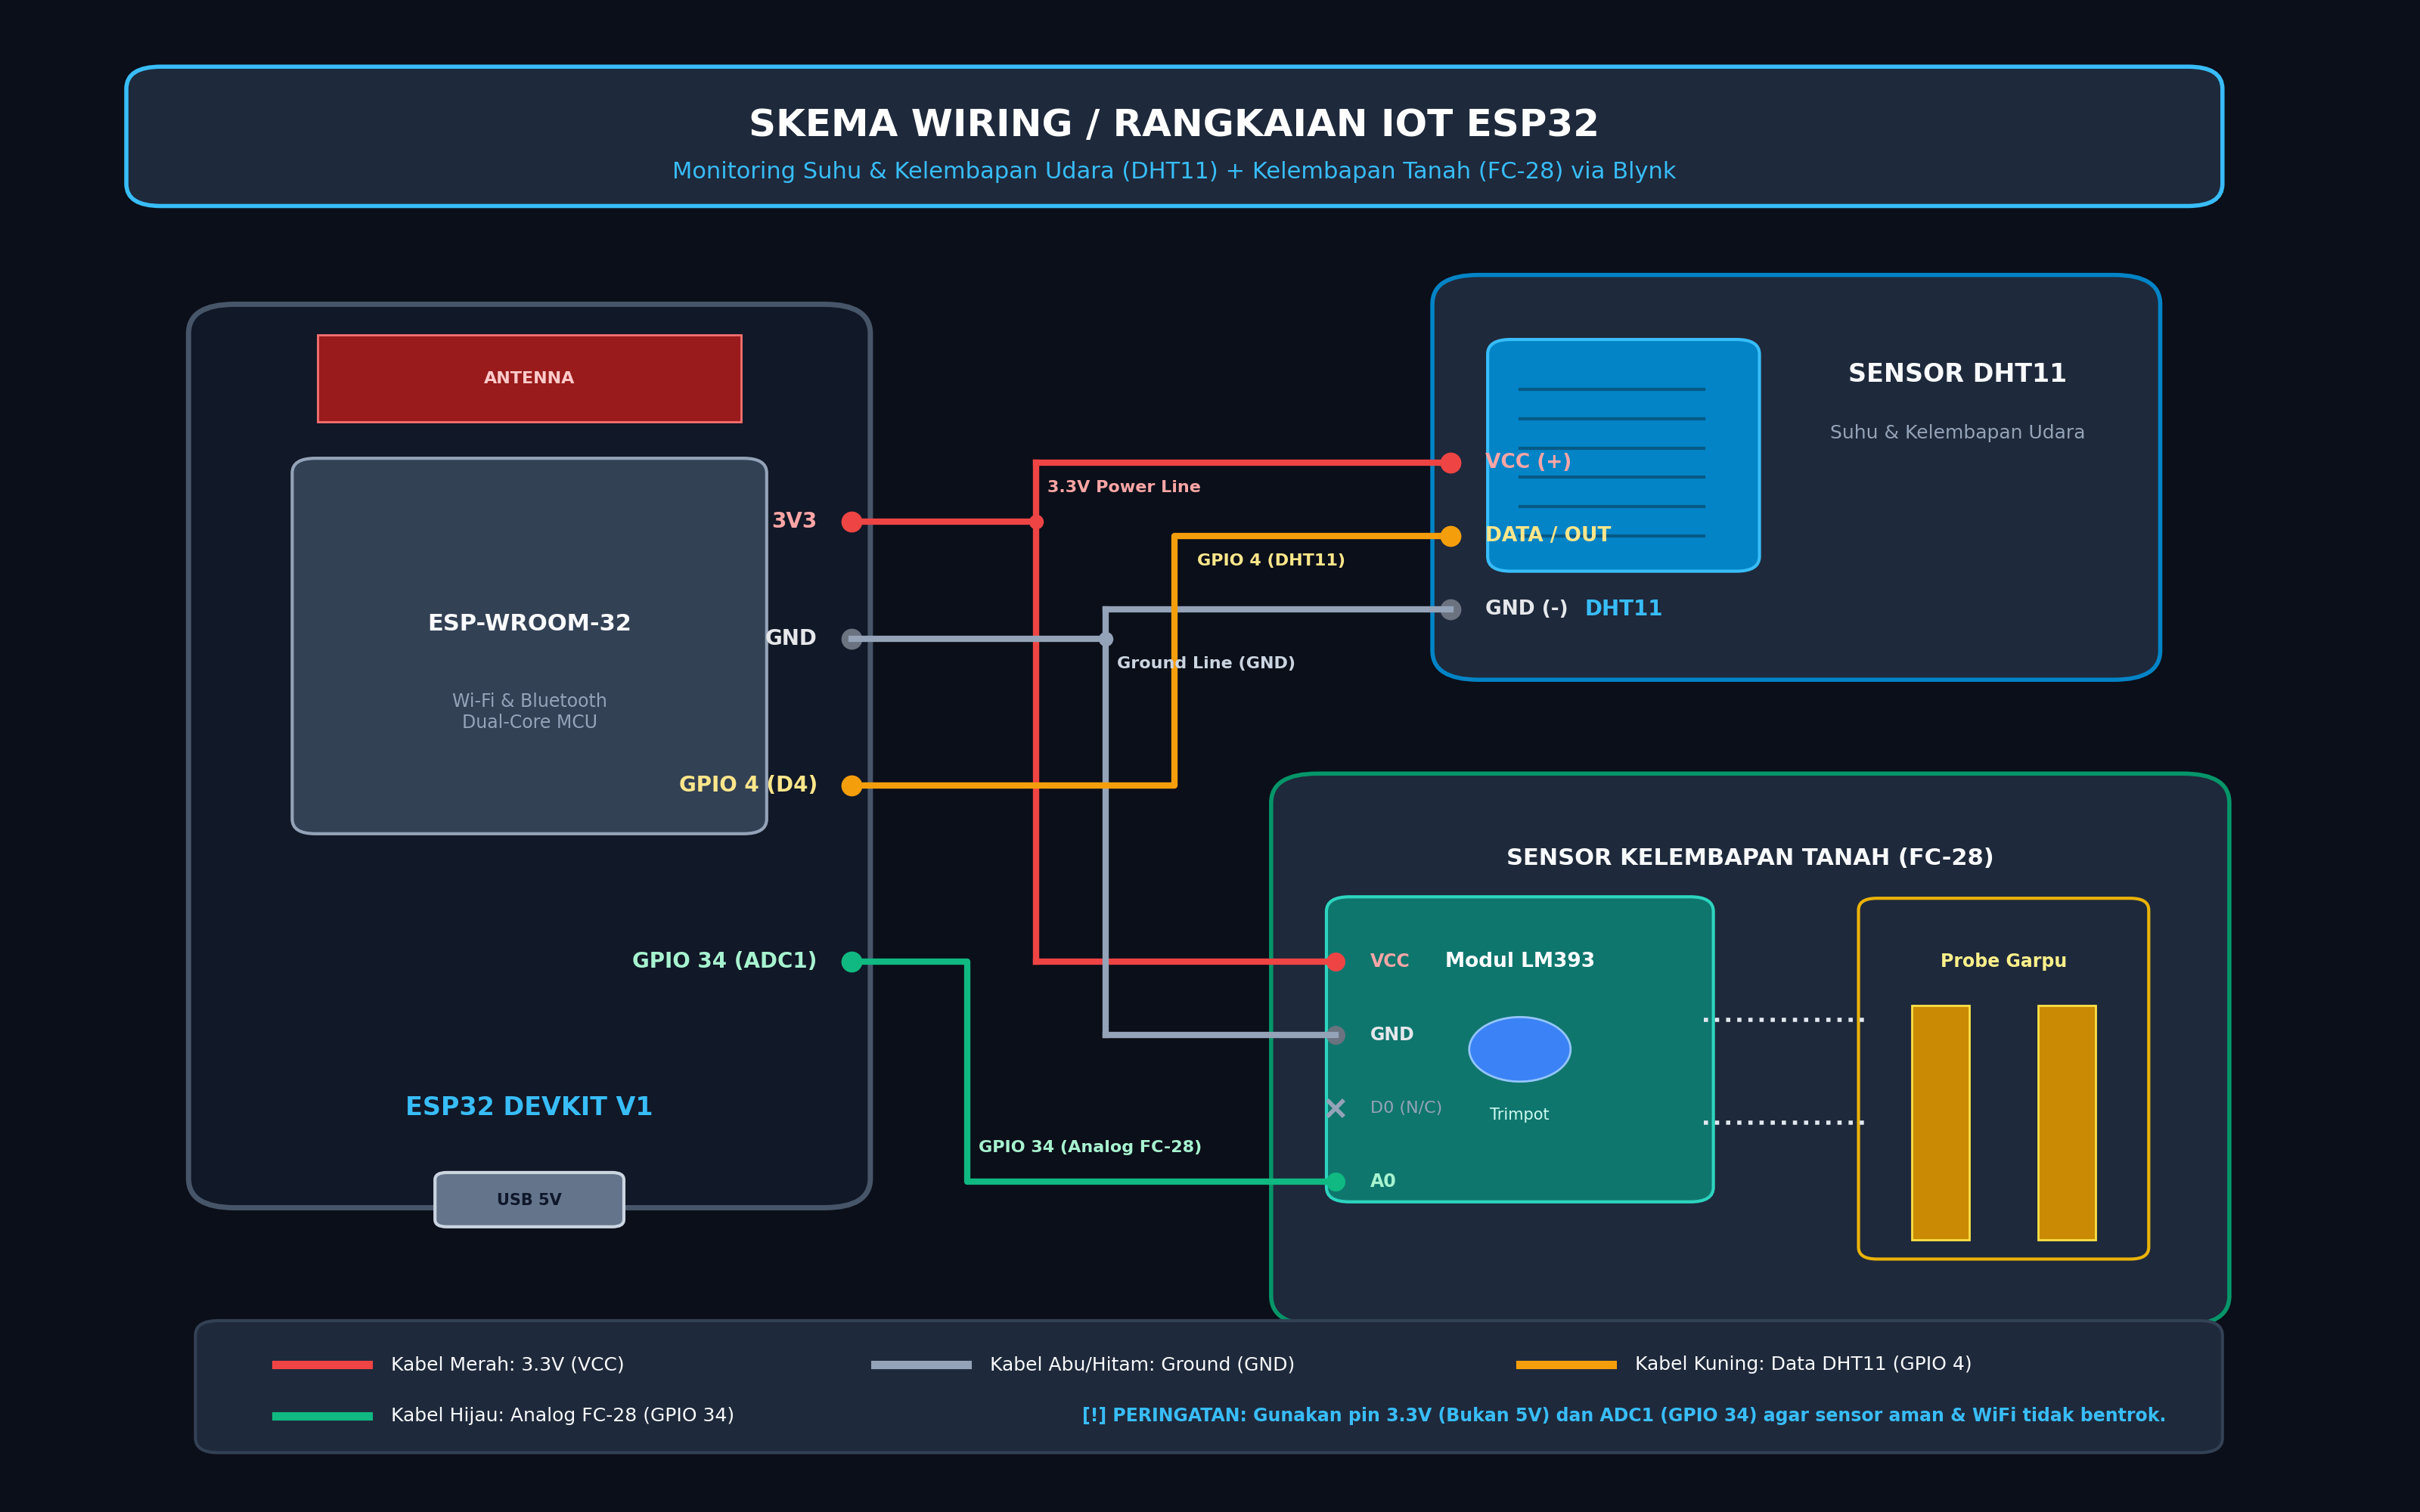 SKEMA WIRING / RANGKAIAN IOT ESP32
Monitoring Suhu & Kelembapan Udara (DHT11) + Kelembapan Tanah (FC-28) via Blynk
ANTENNA
ESP-WROOM-32
Wi-Fi & Bluetooth
Dual-Core MCU
3V3
GND
GPIO 4 (D4)
GPIO 34 (ADC1)
ESP32 DEVKIT V1
USB 5V
3.3V Power Line
GPIO 4 (DHT11)
Ground Line (GND)
GPIO 34 (Analog FC-28)
SENSOR DHT11
Suhu & Kelembapan Udara
VCC (+)
DATA / OUT
GND (-)
DHT11
SENSOR KELEMBAPAN TANAH (FC-28)
VCC
Modul LM393
GND
D0 (N/C)
Trimpot
A0
Probe Garpu
Kabel Merah: 3.3V (VCC)
Kabel Abu/Hitam: Ground (GND)
Kabel Kuning: Data DHT11 (GPIO 4)
Kabel Hijau: Analog FC-28 (GPIO 34)
[!] PERINGATAN: Gunakan pin 3.3V (Bukan 5V) dan ADC1 (GPIO 34) agar sensor aman & WiFi tidak bentrok.